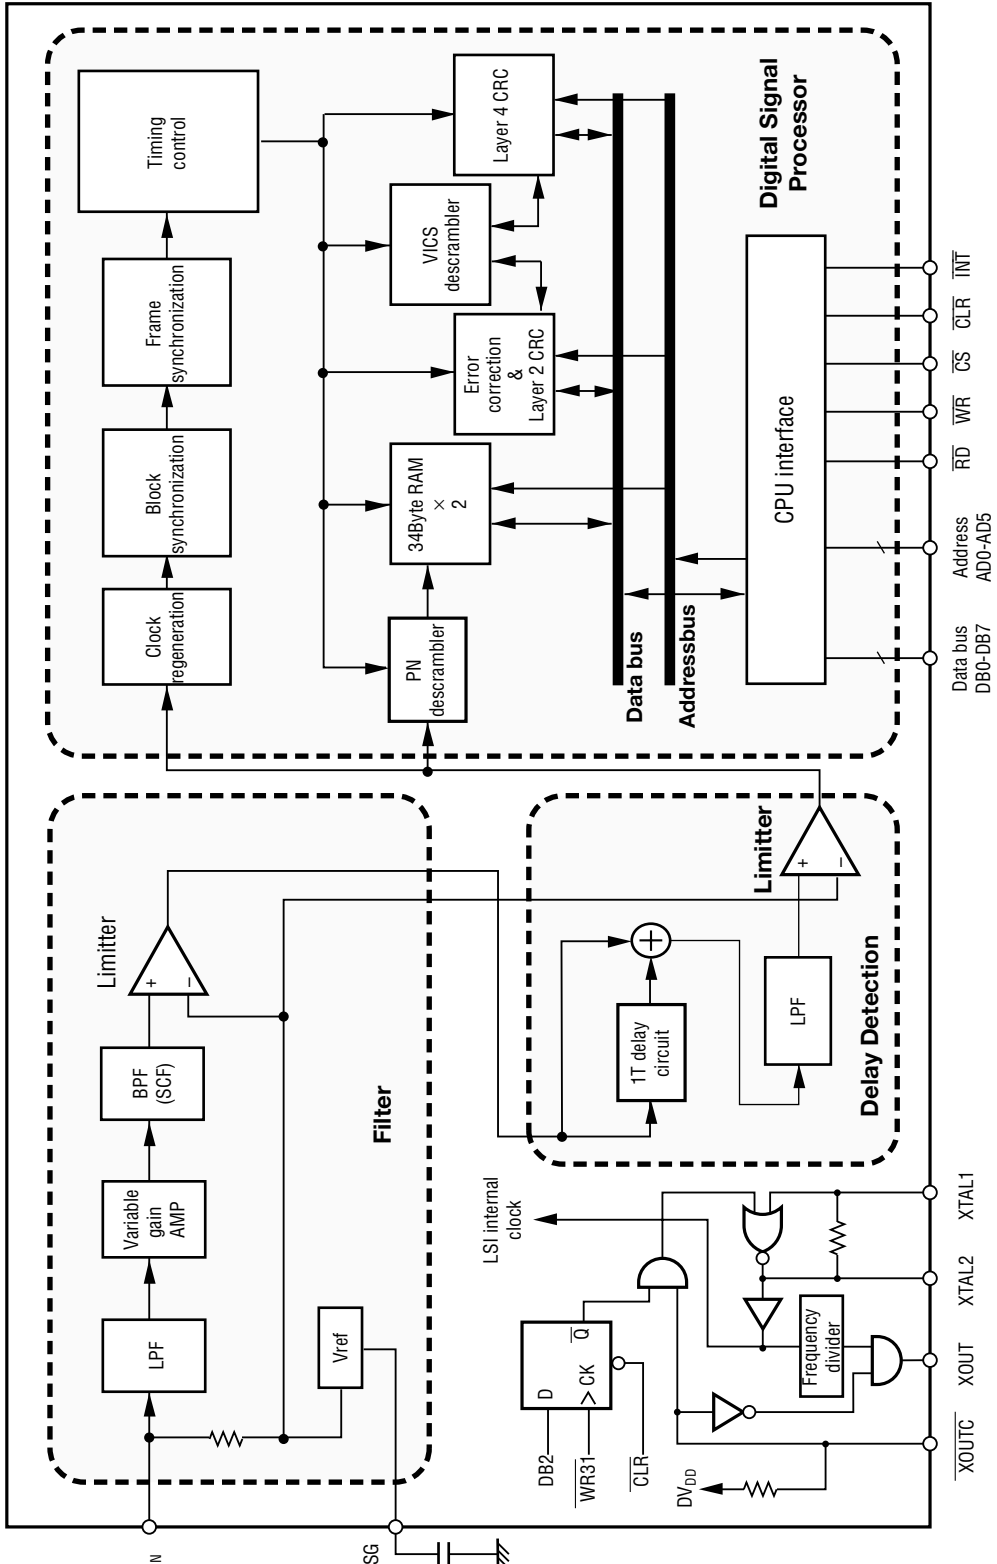 Timing
control
Frame
synchronization
Block
synchronization
Clock
regeneration
Layer 4 CRC
VICS
descrambler
Error
correction
&
Layer 2 CRC
34Byte RAM
×
2
PN
descrambler
Data bus
Addressbus
Digital Signal
Processor
CPU interface
INT
CLR
CS
WR
RD
Address
AD0-AD5
Data bus
DB0-DB7
Limitter
+
−
BPF
(SCF)
Variable
gain
AMP
LPF
Vref
Filter
Limitter
+
−
1T delay
circuit
LPF
Delay Detection
LSI internal
clock
Q
D
CK
DB2
WR31
CLR
Frequency
divider
DVDD
XTAL1
XTAL2
XOUT
XOUTC
N
SG